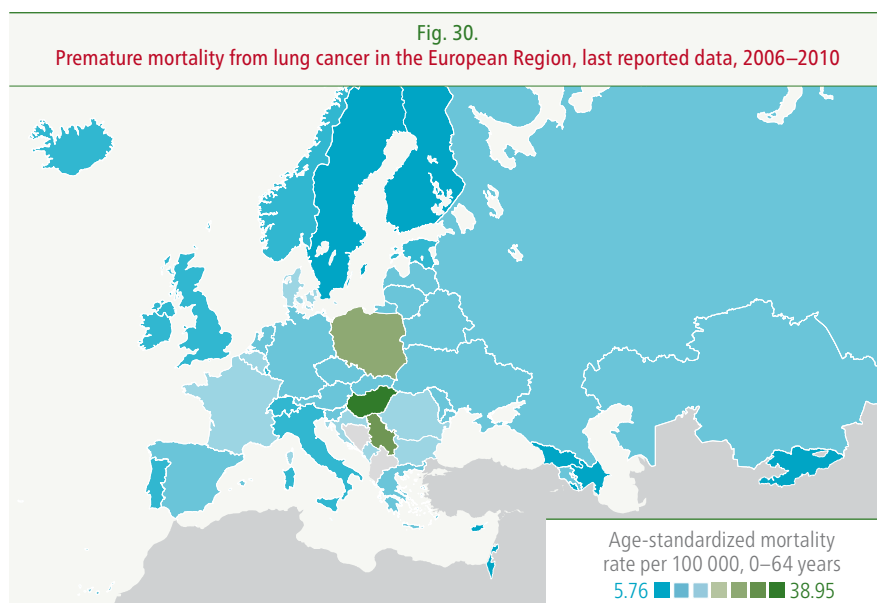 Fig. 30.
Premature mortality from lung cancer in the European Region, last reported data, 2006–2010
Age-standardized mortality
rate per 100 000, 0–64 years
5.76 38.95